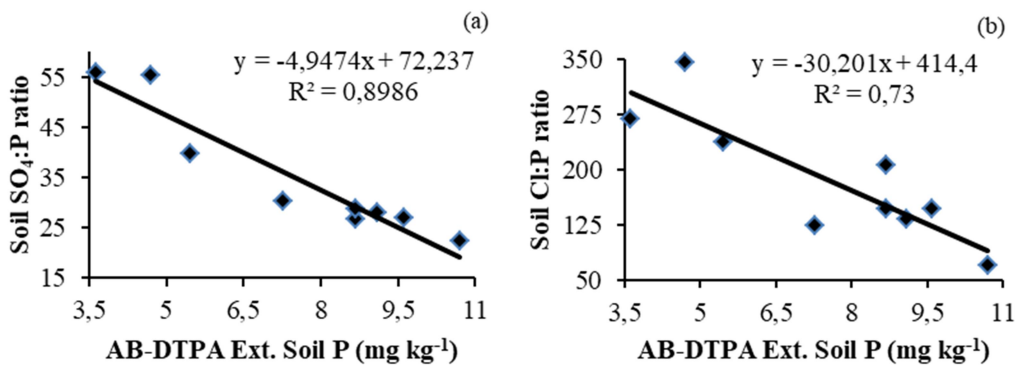 (a)
y = -4,9474x + 72,237
R² = 0,8986
Soil SO₄:P ratio
55
45
35
25
15
3,5 5 6,5 8 9,5 11
AB-DTPA Ext. Soil P (mg kg⁻¹)
(b)
y = -30,201x + 414,4
R² = 0,73
Soil Cl:P ratio
350
275
200
125
50
3,5 5 6,5 8 9,5 11
AB-DTPA Ext. Soil P (mg kg⁻¹)